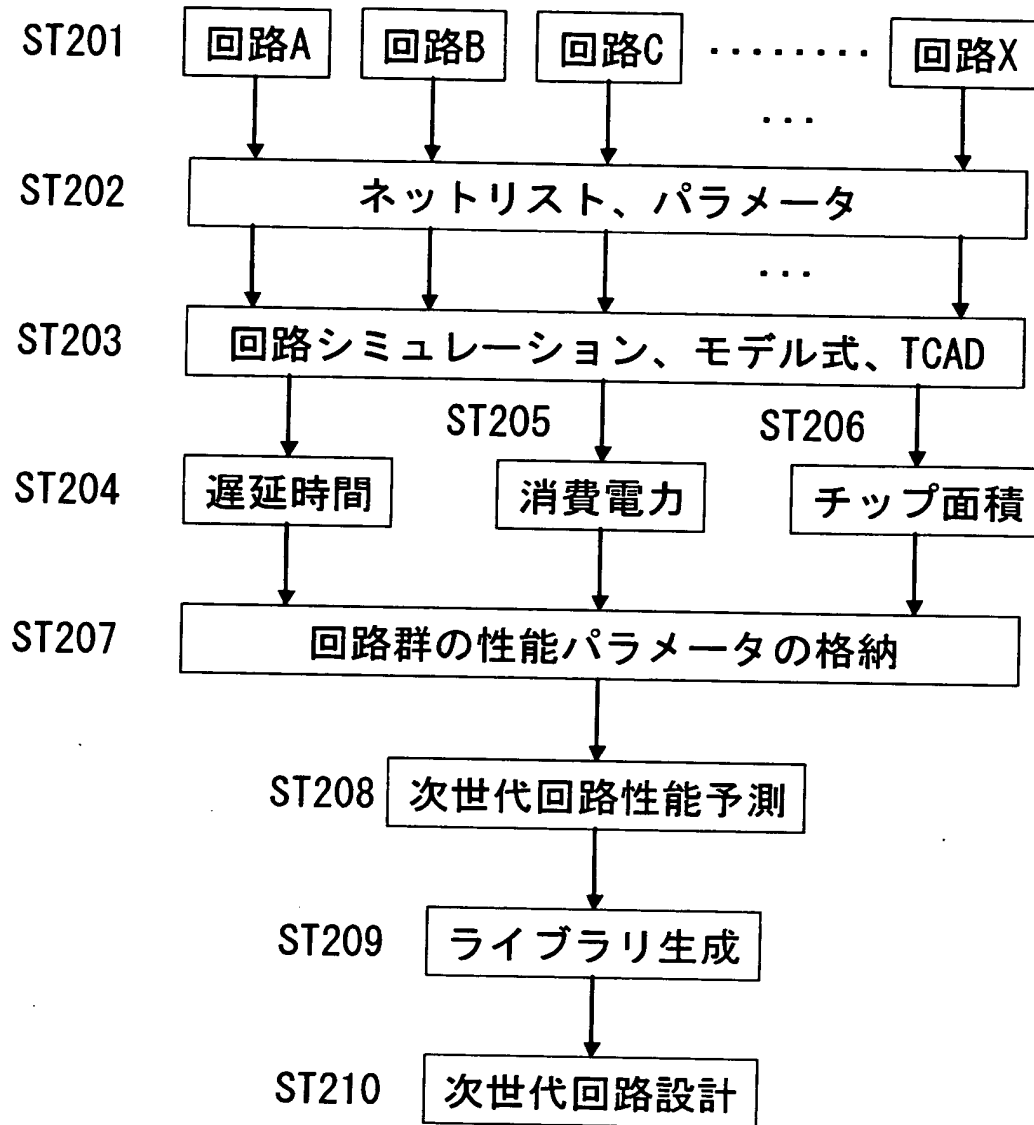 ST201 回路A 回路B 回路C ········ 回路X
···
ST202 ネットリスト、パラメータ
···
ST203 回路シミュレーション、モデル式、TCAD
ST205 ST206
ST204 遅延時間 消費電力 チップ面積
ST207 回路群の性能パラメータの格納
ST208 次世代回路性能予測
ST209 ライブラリ生成
ST210 次世代回路設計